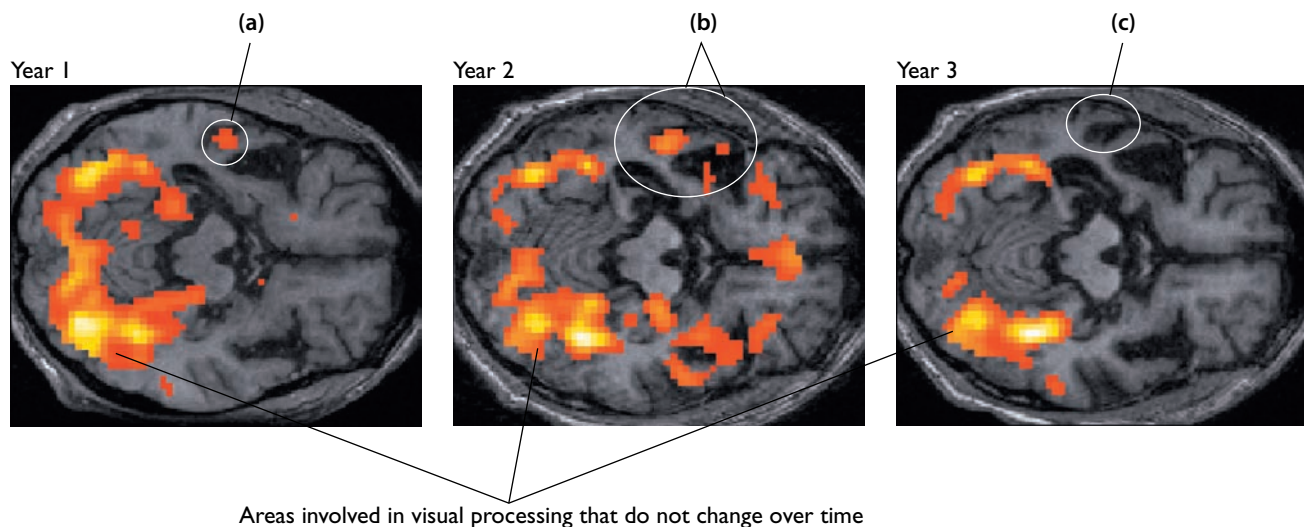 (a)
(b)
(c)
Year 1
Year 2
Year 3
Areas involved in visual processing that do not change over time